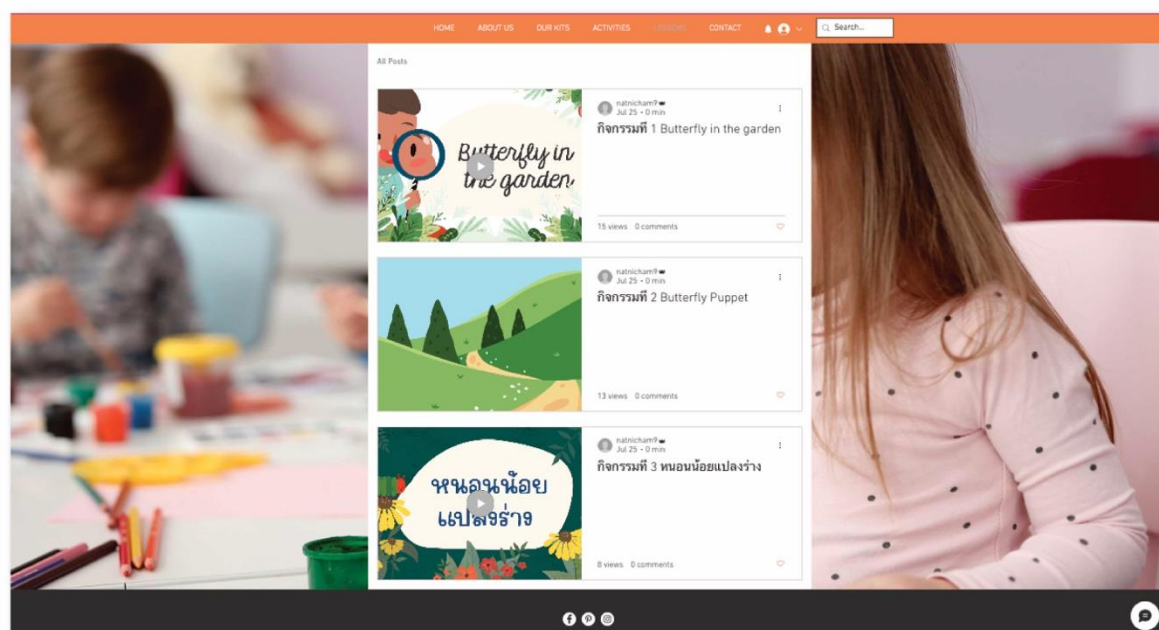 HOME ABOUT US OUR KITS ACTIVITIES LESSONS CONTACT Search...
All Posts
Butterfly in
the garden
natnicham9
Jul 25 • 0 min
กิจกรรมที่ 1 Butterfly in the garden
15 views 0 comments
natnicham9
Jul 25 • 0 min
กิจกรรมที่ 2 Butterfly Puppet
13 views 0 comments
หนอนน้อย
แปลงร่าง
natnicham9
Jul 25 • 0 min
กิจกรรมที่ 3 หนอนน้อยแปลงร่าง
8 views 0 comments